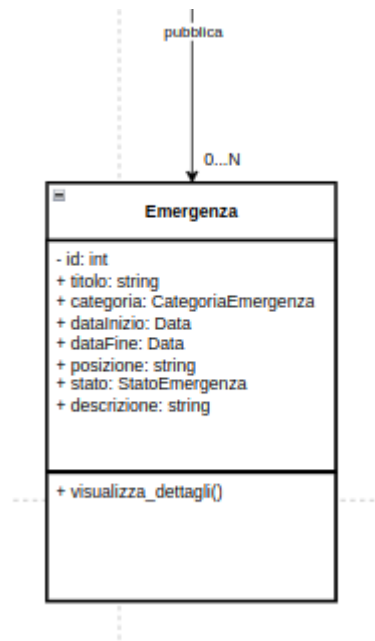 pubblica
0...N
Emergenza
- id: int
+ titolo: string
+ categoria: CategoriaEmergenza
+ dataInizio: Data
+ dataFine: Data
+ posizione: string
+ stato: StatoEmergenza
+ descrizione: string
+ visualizza_dettagli()